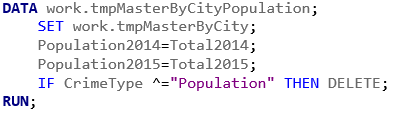 DATA work.tmpMasterByCityPopulation;
SET work.tmpMasterByCity;
Population2014=Total2014;
Population2015=Total2015;
IF CrimeType ^="Population" THEN DELETE;
RUN;